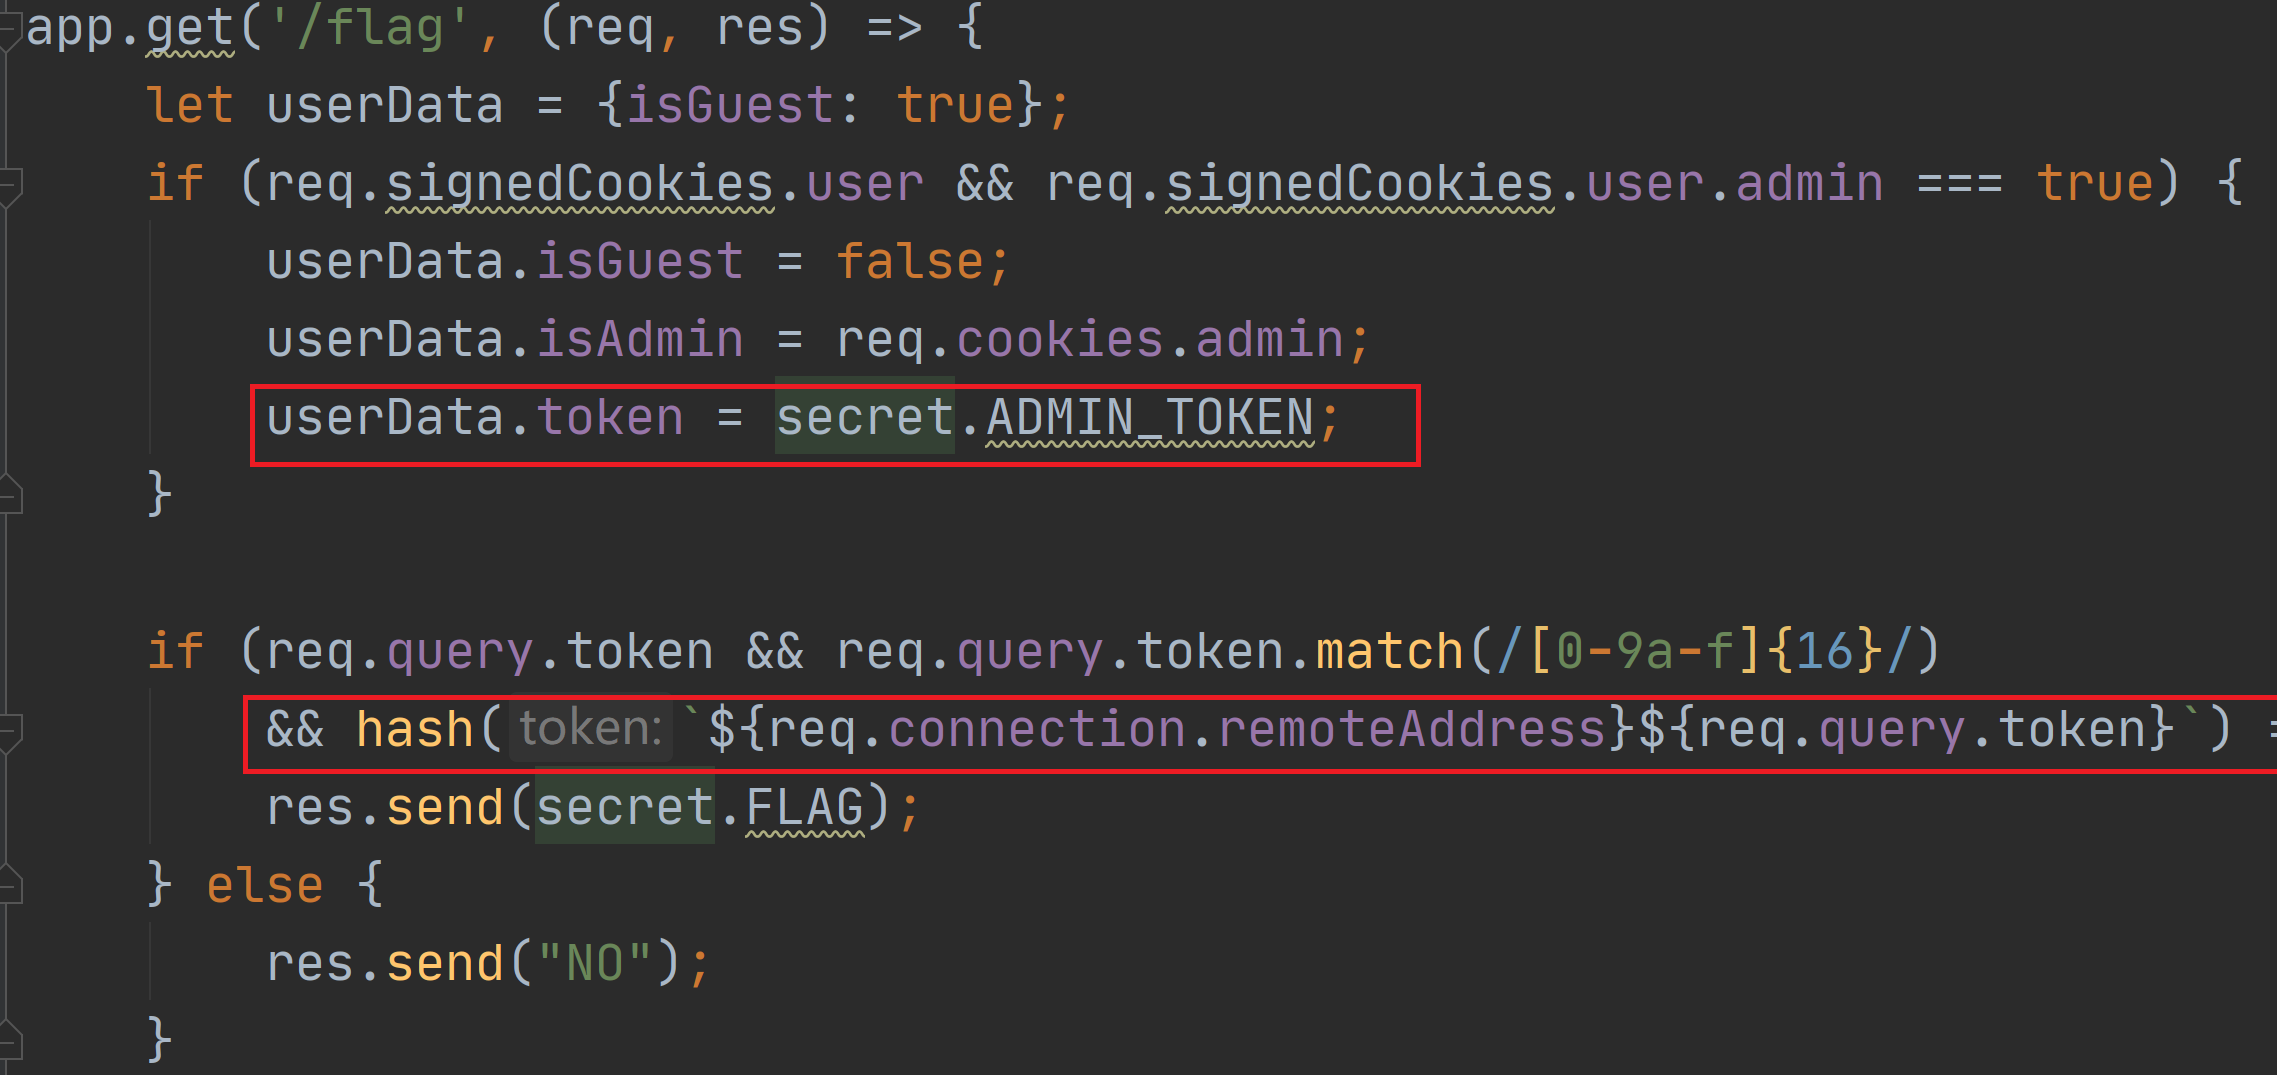 app.get('/flag', (req, res) => {
let userData = {isGuest: true};
if (req.signedCookies.user && req.signedCookies.user.admin === true) {
userData.isGuest = false;
userData.isAdmin = req.cookies.admin;
userData.token = secret.ADMIN_TOKEN;
}
if (req.query.token && req.query.token.match(/[0-9a-f]{16}/)
&& hash( token: `${req.connection.remoteAddress}${req.query.token}`) =
res.send(secret.FLAG);
} else {
res.send("NO");
}